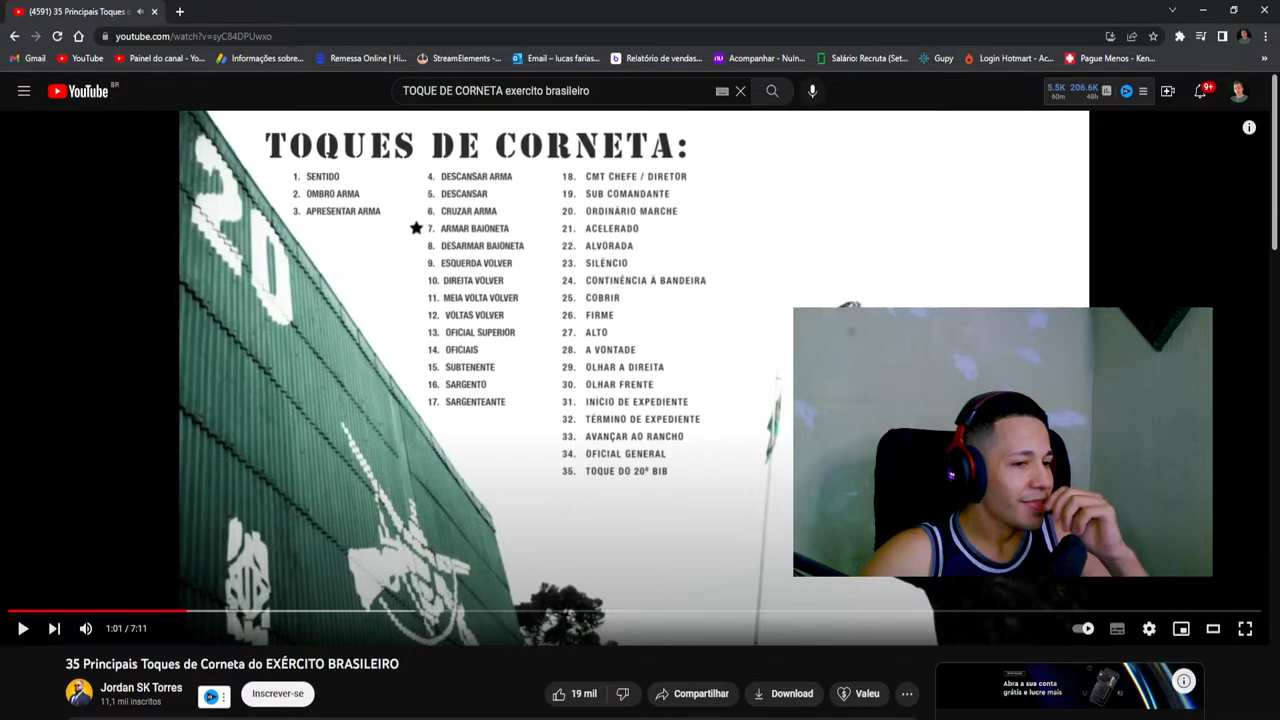 (4591) 35 Principais Toques d
youtube.com/watch?v=syC84DPUwxo
Gmail
YouTube
Painel do canal - Yo...
Informações sobre...
Remessa Online | Hi...
StreamElements -...
Email – lucas farias...
Relatório de vendas...
Acompanhar - Nuln...
Salário: Recruta (Set...
Gupy
Login Hotmart - Ac...
Pague Menos - Ken...
»
YouTube BR
TOQUE DE CORNETA exercito brasileiro
5.5K 206.6K
60m 48h
9+
TOQUES DE CORNETA:
1. SENTIDO
2. OMBRO ARMA
3. APRESENTAR ARMA
4. DESCANSAR ARMA
5. DESCANSAR
6. CRUZAR ARMA
7. ARMAR BAIONETA
8. DESARMAR BAIONETA
9. ESQUERDA VOLVER
10. DIREITA VOLVER
11. MEIA VOLTA VOLVER
12. VOLTAS VOLVER
13. OFICIAL SUPERIOR
14. OFICIAIS
15. SUBTENENTE
16. SARGENTO
17. SARGENTEANTE
18. CMT CHEFE / DIRETOR
19. SUB COMANDANTE
20. ORDINÁRIO MARCHE
21. ACELERADO
22. ALVORADA
23. SILÊNCIO
24. CONTINÊNCIA À BANDEIRA
25. COBRIR
26. FIRME
27. ALTO
28. A VONTADE
29. OLHAR A DIREITA
30. OLHAR FRENTE
31. INÍCIO DE EXPEDIENTE
32. TÉRMINO DE EXPEDIENTE
33. AVANÇAR AO RANCHO
34. OFICIAL GENERAL
35. TOQUE DO 20º BIB
20
BIB
1:01 / 7:11
35 Principais Toques de Corneta do EXÉRCITO BRASILEIRO
Jordan SK Torres
11,1 mil inscritos
Inscrever-se
19 mil
Compartilhar
Download
Valeu
Abra a sua conta
grátis e lucre mais